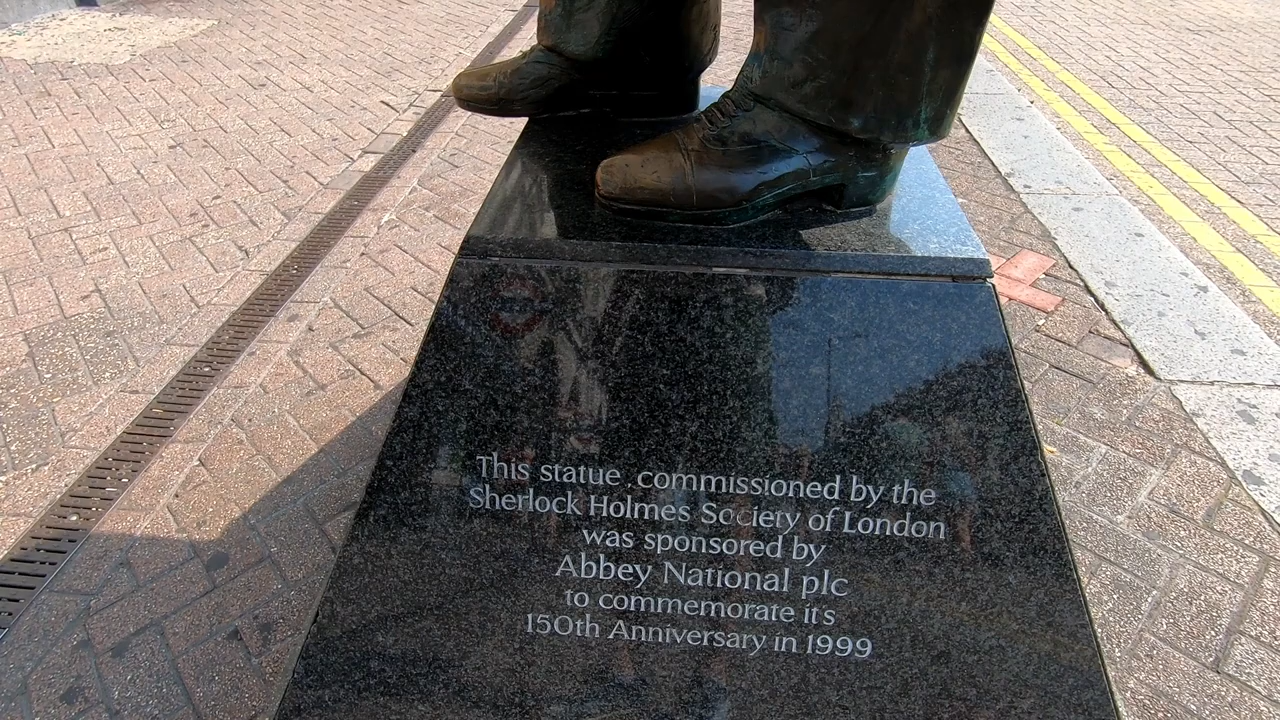 This statue, commissioned by the
Sherlock Holmes Society of London
was sponsored by
Abbey National plc
to commemorate its
150th Anniversary in 1999